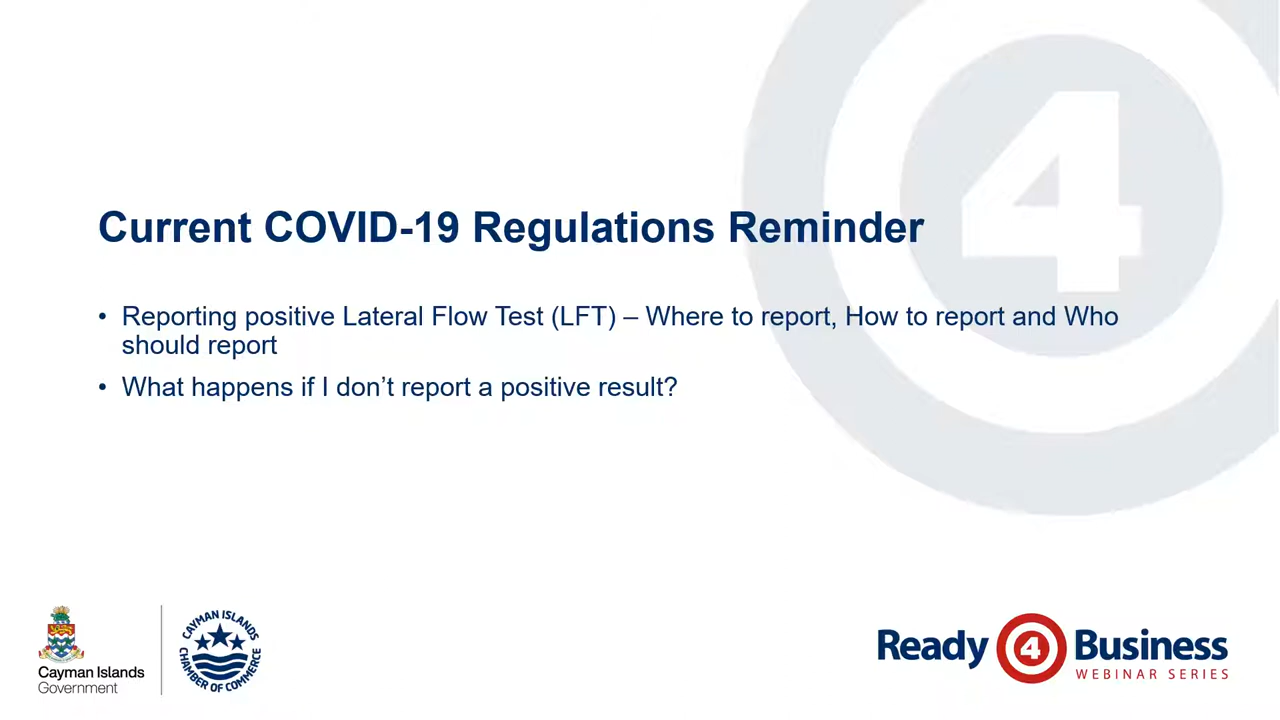 4
Current COVID-19 Regulations Reminder
• Reporting positive Lateral Flow Test (LFT) – Where to report, How to report and Who
should report
• What happens if I don’t report a positive result?
Cayman Islands
Government
CAYMAN ISLANDS
CHAMBER OF COMMERCE
Ready 4 Business
WEBINAR SERIES